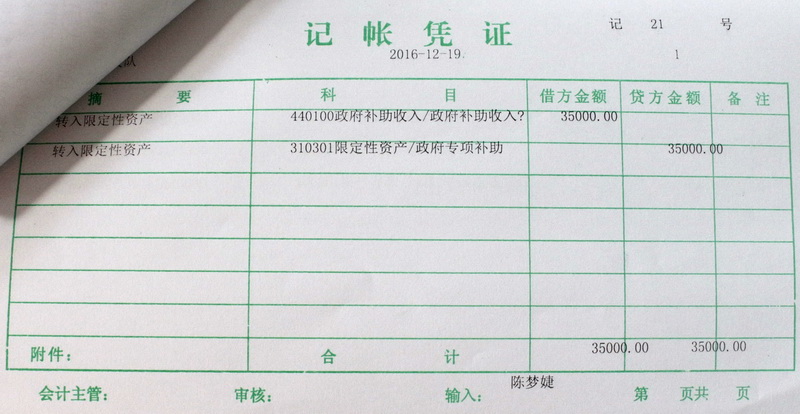 记 帐 凭 证
记 21 号
2016-12-19.
1
队
摘 要 科 目 借方金额 贷方金额 备 注
转入限定性资产 440100政府补助收入/政府补助收入? 35000.00
转入限定性资产 310301限定性资产/政府专项补助 35000.00
附件： 合 计 35000.00 35000.00
会计主管： 审核： 输入： 陈梦婕 第 页共 页